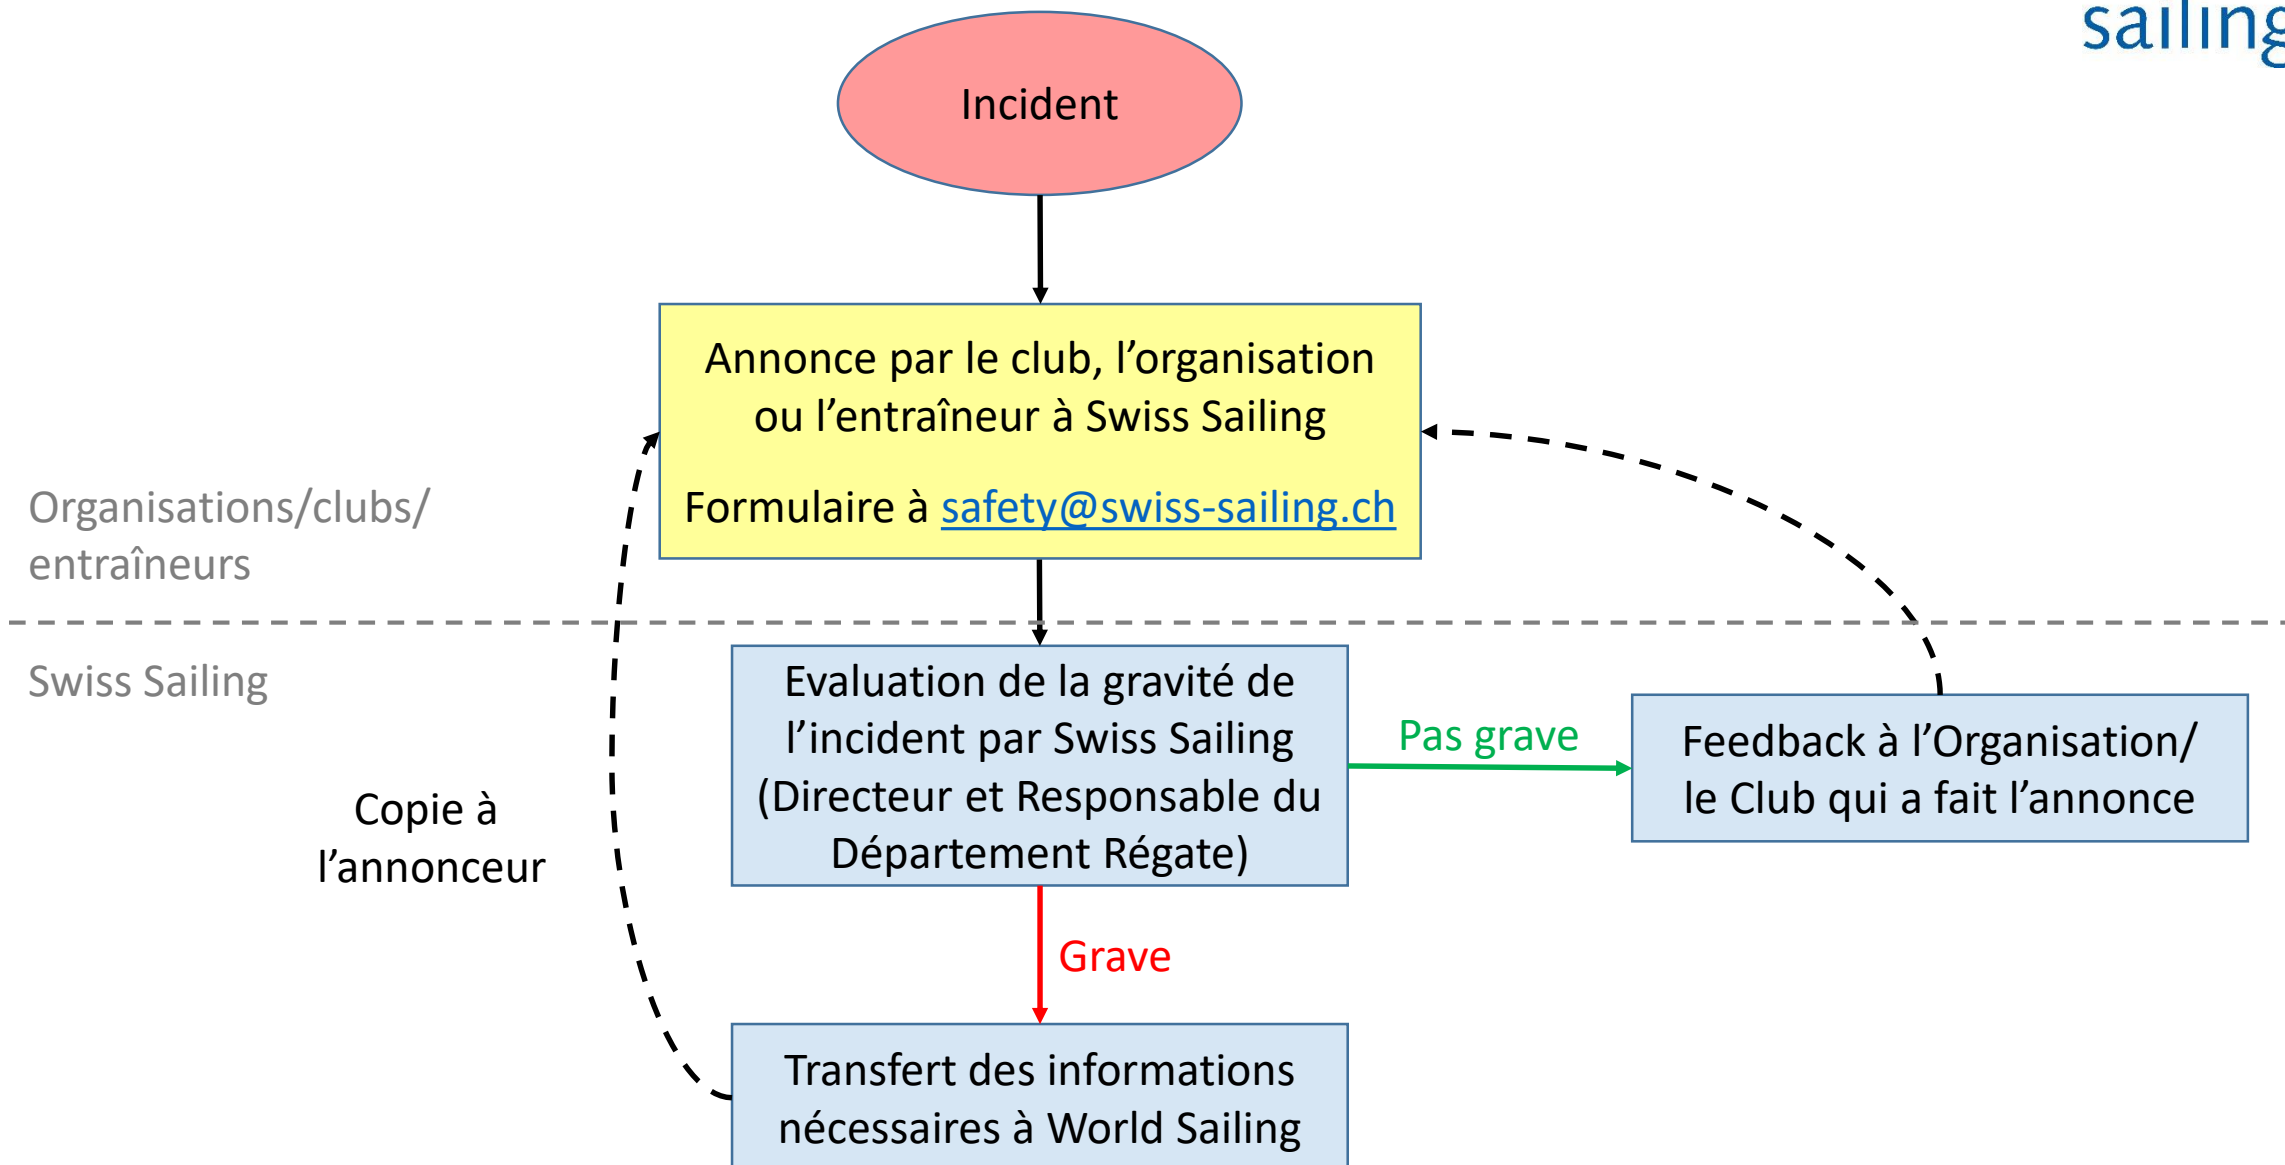 sailing
Incident
Annonce par le club, l’organisation
ou l’entraîneur à Swiss Sailing
Formulaire à safety@swiss-sailing.ch
Organisations/clubs/
entraîneurs
Swiss Sailing
Evaluation de la gravité de
l’incident par Swiss Sailing
(Directeur et Responsable du
Département Régate)
Pas grave
Feedback à l’Organisation/
le Club qui a fait l’annonce
Copie à
l’annonceur
Grave
Transfert des informations
nécessaires à World Sailing